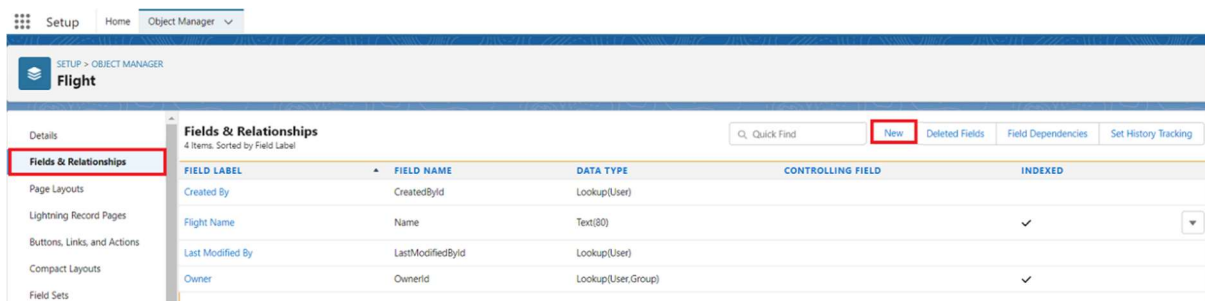 Setup Home Object Manager
SETUP > OBJECT MANAGER
Flight
Details
Fields & Relationships
Page Layouts
Lightning Record Pages
Buttons, Links, and Actions
Compact Layouts
Field Sets
Fields & Relationships
4 Items. Sorted by Field Label
Quick Find New Deleted Fields Field Dependencies Set History Tracking
FIELD LABEL FIELD NAME DATA TYPE CONTROLLING FIELD INDEXED
Created By CreatedById Lookup(User)
Flight Name Name Text(80)
Last Modified By LastModifiedById Lookup(User)
Owner OwnerId Lookup(User,Group)